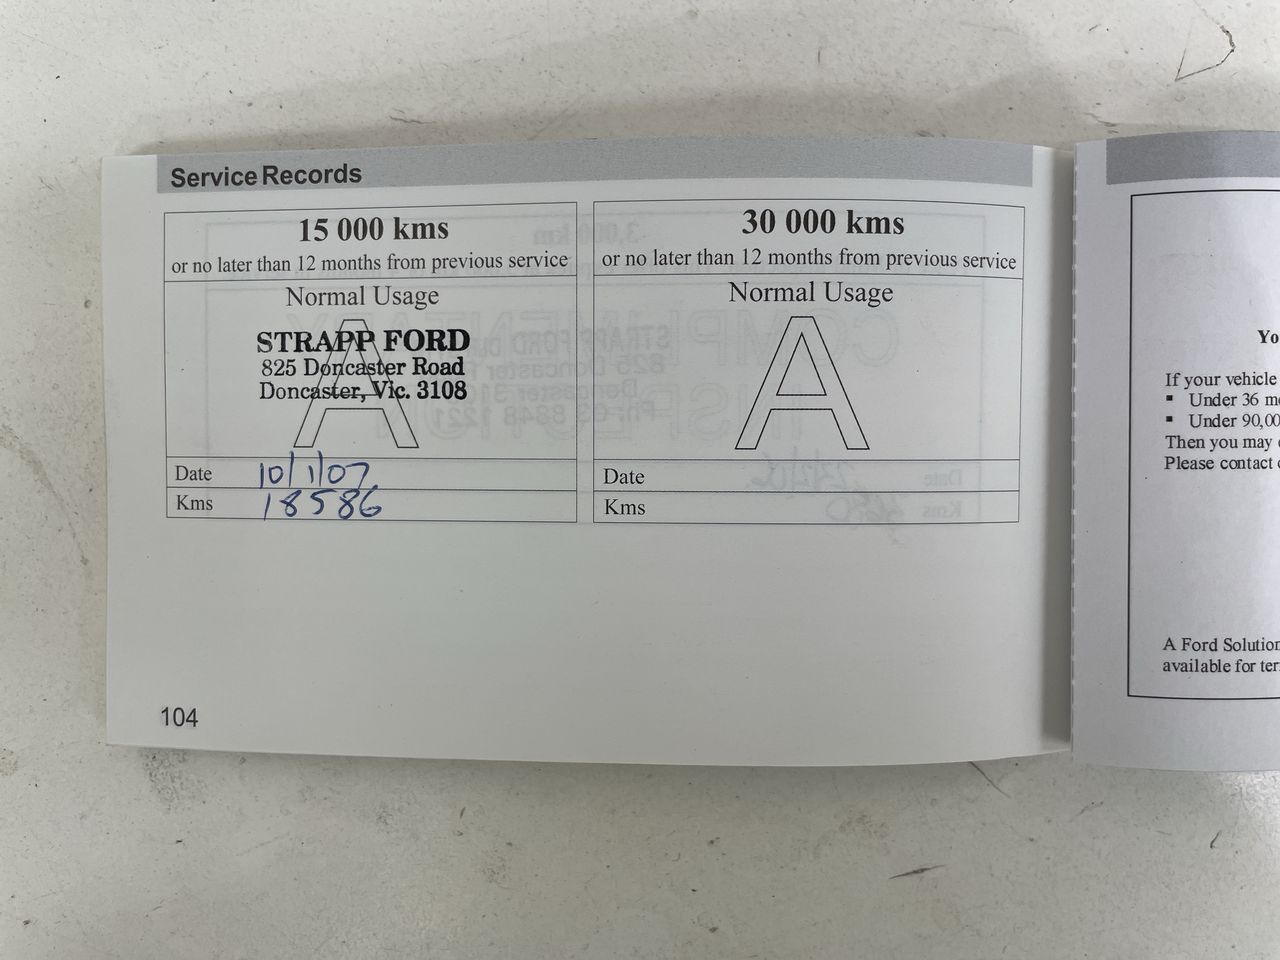 Service Records
15 000 kms
or no later than 12 months from previous service
Normal Usage
A
STRAPP FORD
825 Doncaster Road
Doncaster, Vic. 3108
Date 10/1/07
Kms 18586
30 000 kms
or no later than 12 months from previous service
Normal Usage
A
Date
Kms
104
Yo
If your vehicle
▪ Under 36 m
▪ Under 90,00
Then you may
Please contact
A Ford Solution
available for ter